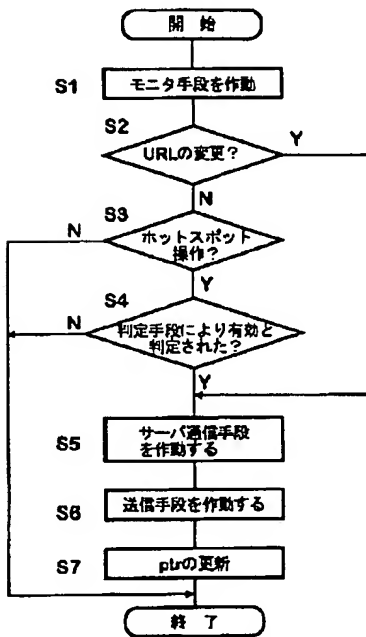 開 始
S1
モニタ手段を作動
S2
Y
URLの変更？
N
S3
N
ホットスポット
操作？
Y
S4
N
判定手段により有効と
判定された？
Y
S5
サーバ通信手段
を作動する
S6
送信手段を作動する
S7
ptrの更新
終 了